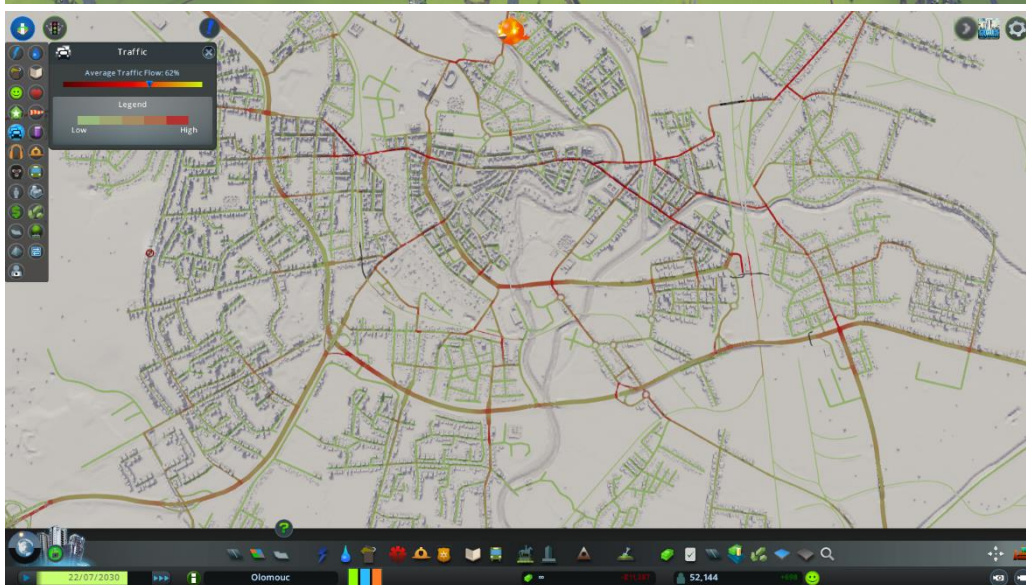 Traffic
Average Traffic Flow: 62%
Legend
Low High
22/07/2030
Olomouc
52,144